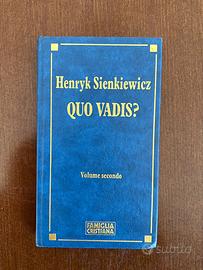 Henryk Sienkiewicz
QUO VADIS?
Volume secondo
FAMIGLIA
CRISTIANA
subito